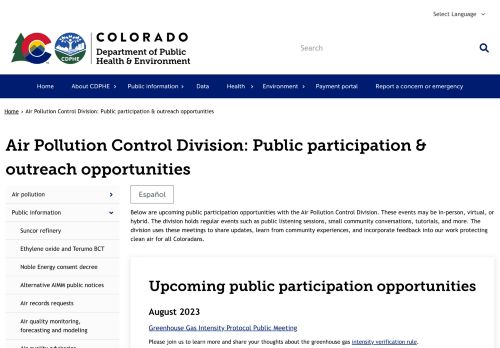 Select Language
COLORADO
Department of Public
Health & Environment
CDPHE
Search
Home
About CDPHE
Public information
Data
Health
Environment
Payment portal
Report a concern or emergency
Home › Air Pollution Control Division: Public participation & outreach opportunities
Air Pollution Control Division: Public participation &
outreach opportunities
Air pollution
Public information
Suncor refinery
Ethylene oxide and Terumo BCT
Noble Energy consent decree
Alternative AIMM public notices
Air records requests
Air quality monitoring,
forecasting and modeling
Air quality advisories
Español
Below are upcoming public participation opportunities with the Air Pollution Control Division. These events may be in-person, virtual, or
hybrid. The division holds regular events such as public listening sessions, small community conversations, tutorials, and more. The
division uses these meetings to share updates, learn from community experiences, and incorporate feedback into our work protecting
clean air for all Coloradans.
Upcoming public participation opportunities
August 2023
Greenhouse Gas Intensity Protocol Public Meeting
Please join us to learn more and share your thoughts about the greenhouse gas intensity verification rule.